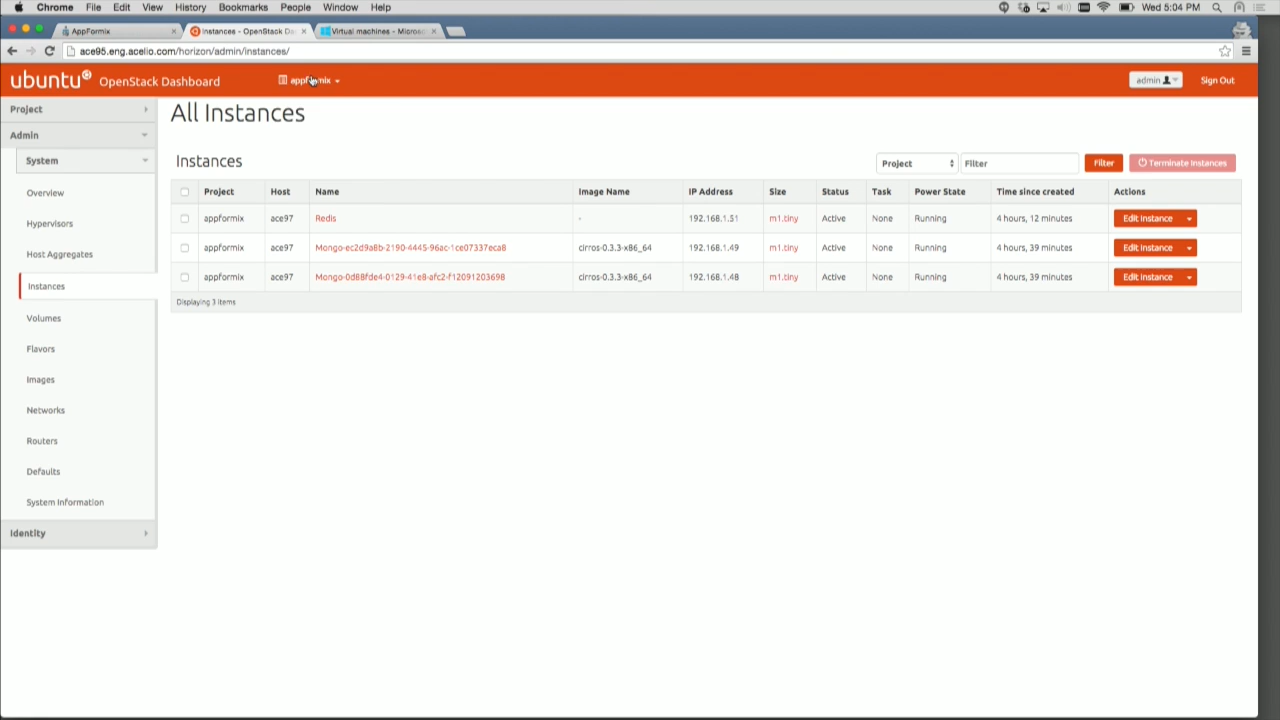 Chrome File Edit View History Bookmarks People Window Help Wed 5:04 PM
AppFormix Instances - OpenStack Da Virtual machines - Microso
ace95.eng.acelio.com/horizon/admin/instances/
ubuntu OpenStack Dashboard appformix admin Sign Out
Project
Admin
System
Overview
Hypervisors
Host Aggregates
Instances
Volumes
Flavors
Images
Networks
Routers
Defaults
System Information
Identity
All Instances
Instances Project Filter Filter Terminate Instances
Project Host Name Image Name IP Address Size Status Task Power State Time since created Actions
appformix ace97 Redis - 192.168.1.51 m1.tiny Active None Running 4 hours, 12 minutes Edit Instance
appformix ace97 Mongo-ec2d9a8b-2190-4445-96ac-1ce07337eca8 cirros-0.3.3-x86_64 192.168.1.49 m1.tiny Active None Running 4 hours, 39 minutes Edit Instance
appformix ace97 Mongo-0d88fde4-0129-41e8-afc2-f12091203698 cirros-0.3.3-x86_64 192.168.1.48 m1.tiny Active None Running 4 hours, 39 minutes Edit Instance
Displaying 3 items